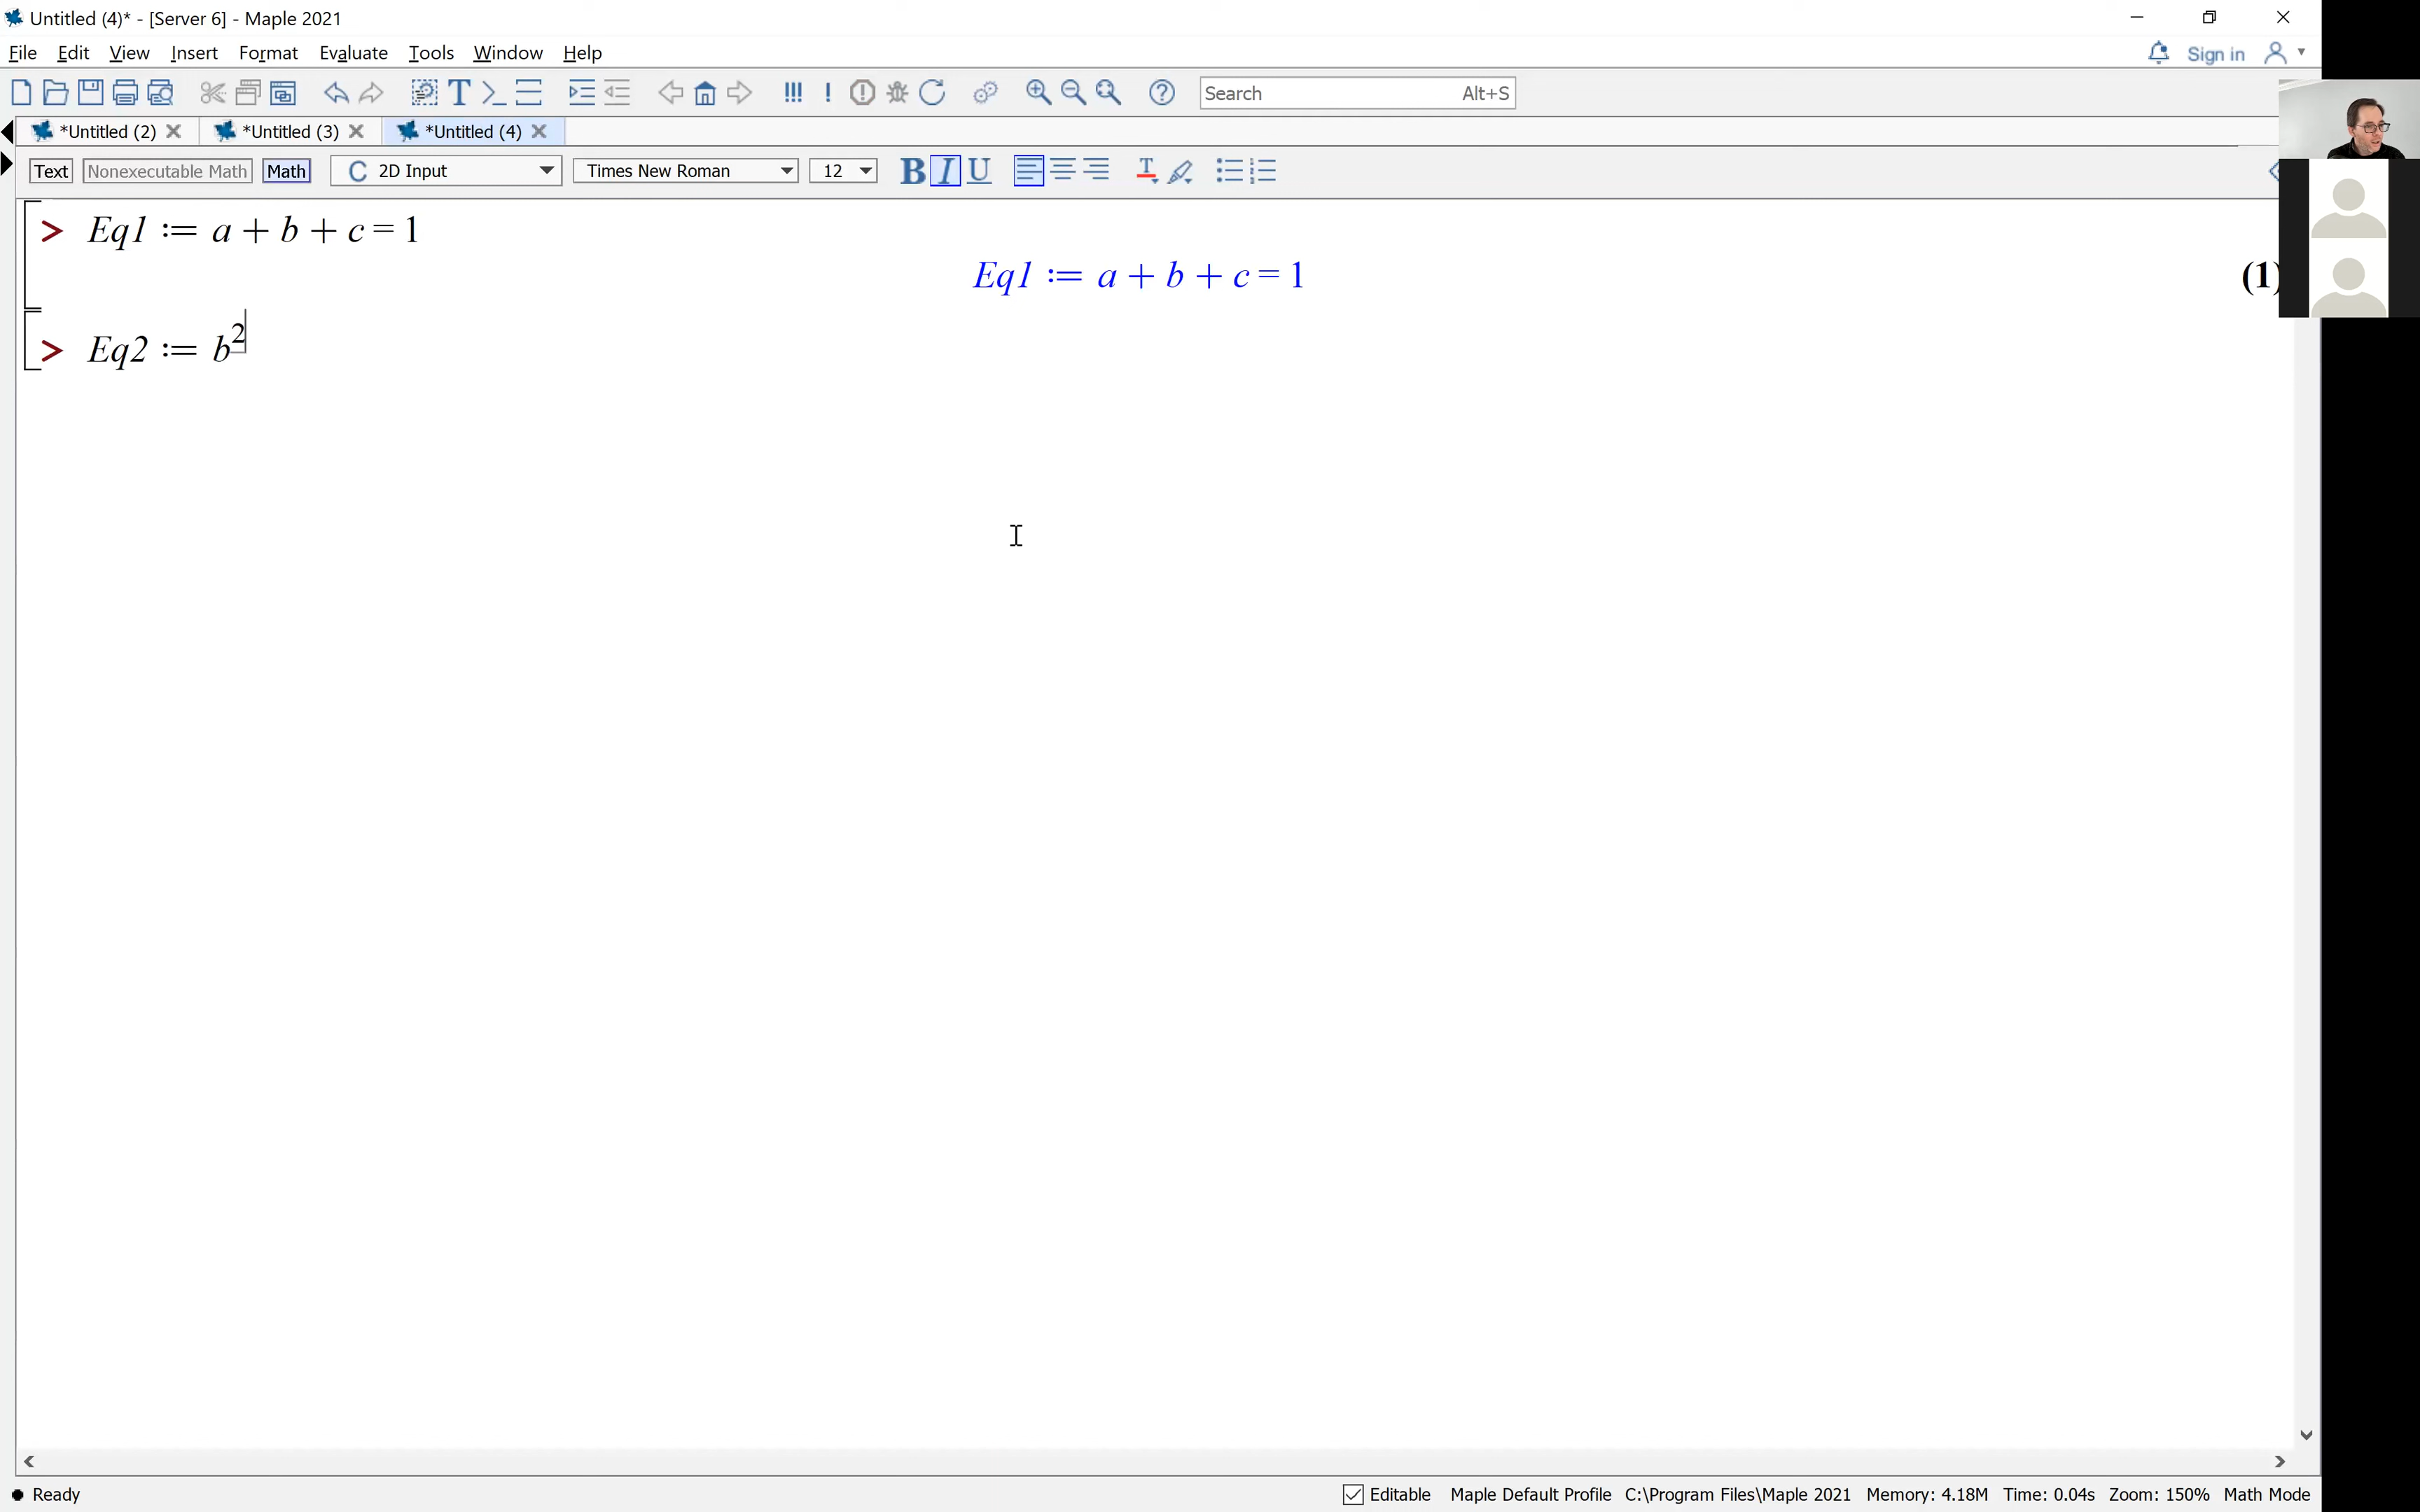 Untitled (4)* - [Server 6] - Maple 2021
File Edit View Insert Format Evaluate Tools Window Help
Sign in
Search Alt+S
*Untitled (2) *Untitled (3) *Untitled (4)
Text Nonexecutable Math Math C 2D Input Times New Roman 12 B I U
> Eq1 := a + b + c = 1
Eq1 := a + b + c = 1 (1)
> Eq2 := b²
Ready Editable Maple Default Profile C:\Program Files\Maple 2021 Memory: 4.18M Time: 0.04s Zoom: 150% Math Mode